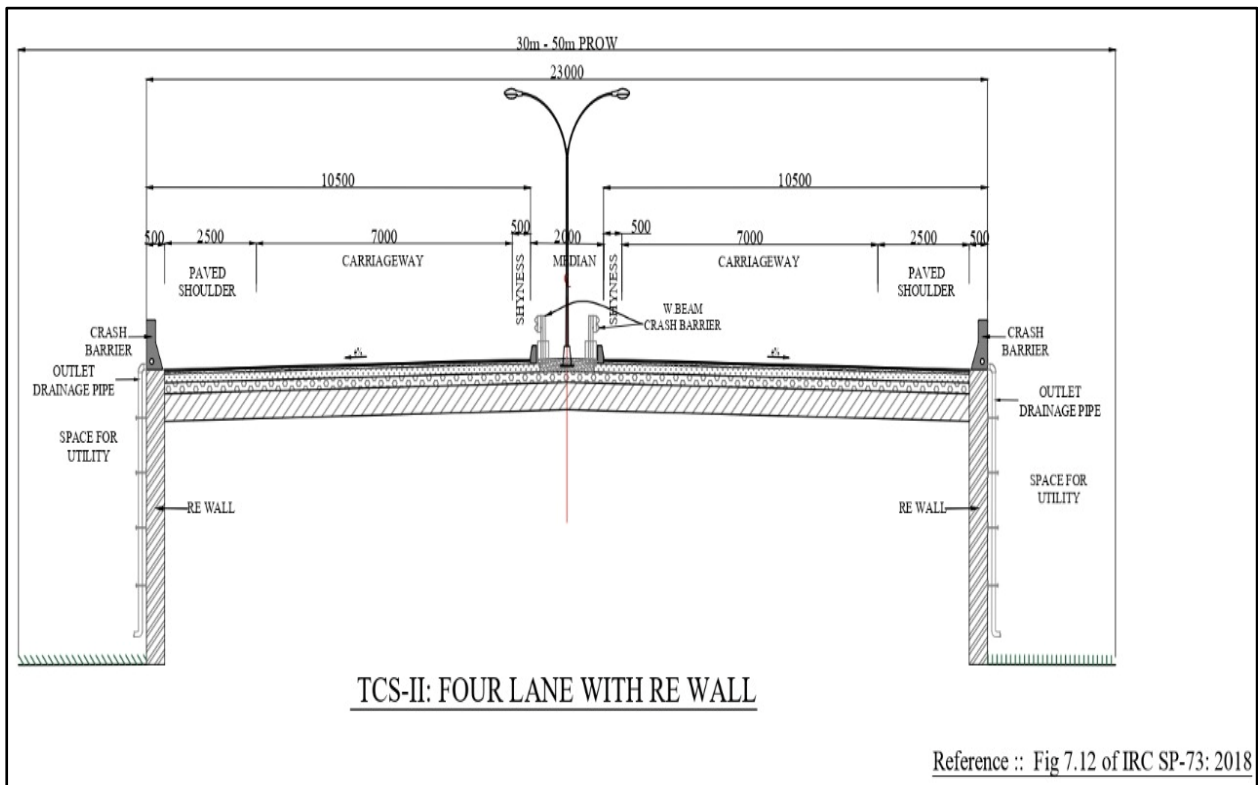 30m - 50m PROW
23000
10500
10500
500
2500
7000
500
2000
500
7000
2500
500
PAVED
SHOULDER
CARRIAGEWAY
SHYNESS
MEDIAN
SHYNESS
CARRIAGEWAY
PAVED
SHOULDER
W.BEAM
CRASH BARRIER
CRASH
BARRIER
CRASH
BARRIER
OUTLET
DRAINAGE PIPE
OUTLET
DRAINAGE PIPE
SPACE FOR
UTILITY
SPACE FOR
UTILITY
RE WALL
RE WALL
TCS-II: FOUR LANE WITH RE WALL
Reference :: Fig 7.12 of IRC SP-73: 2018